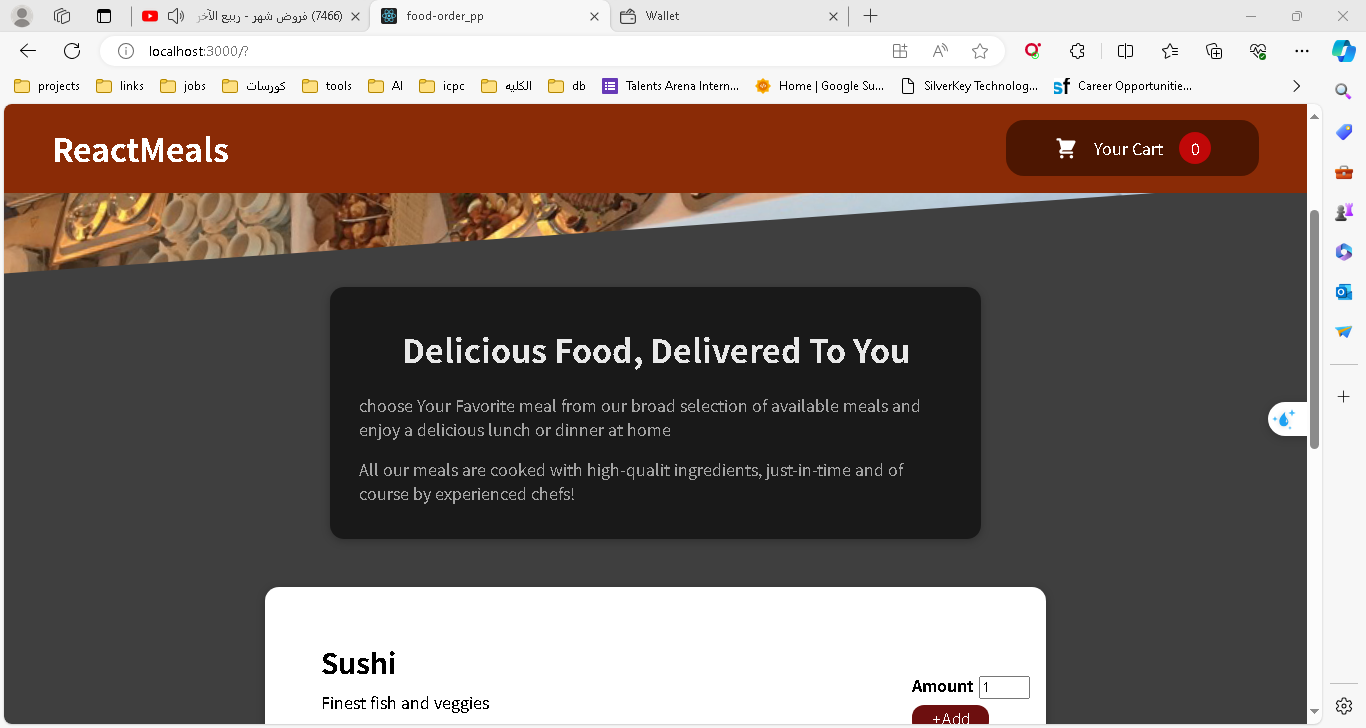 (7466) فروض شهر - ربيع الآخر
food-order_pp
Wallet
localhost:3000/?
projects
links
jobs
كورسات
tools
AI
icpc
الكليه
db
Talents Arena Intern...
Home | Google Su...
SilverKey Technolog...
Career Opportunitie...
ReactMeals
Your Cart 0
Delicious Food, Delivered To You
choose Your Favorite meal from our broad selection of available meals and
enjoy a delicious lunch or dinner at home
All our meals are cooked with high-qualit ingredients, just-in-time and of
course by experienced chefs!
Sushi
Finest fish and veggies
Amount 1
+Add